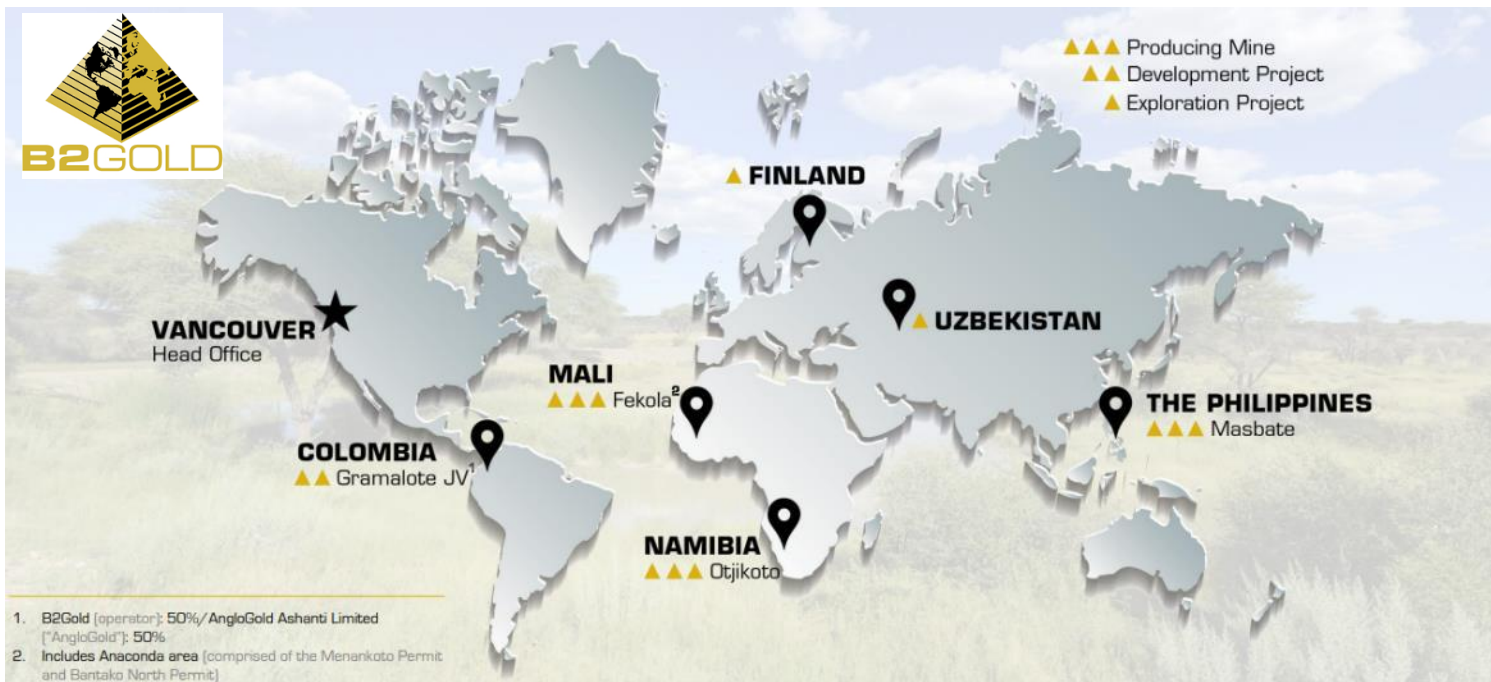 B2GOLD
Producing Mine
Development Project
Exploration Project
FINLAND
UZBEKISTAN
VANCOUVER
Head Office
MALI
Fekola²
THE PHILIPPINES
Masbate
COLOMBIA
Gramalote JV¹
NAMIBIA
Otjikoto
1. B2Gold (operator): 50%/AngloGold Ashanti Limited
("AngloGold"): 50%
2. Includes Anaconda area (comprised of the Menankoto Permit
and Bantako North Permit)